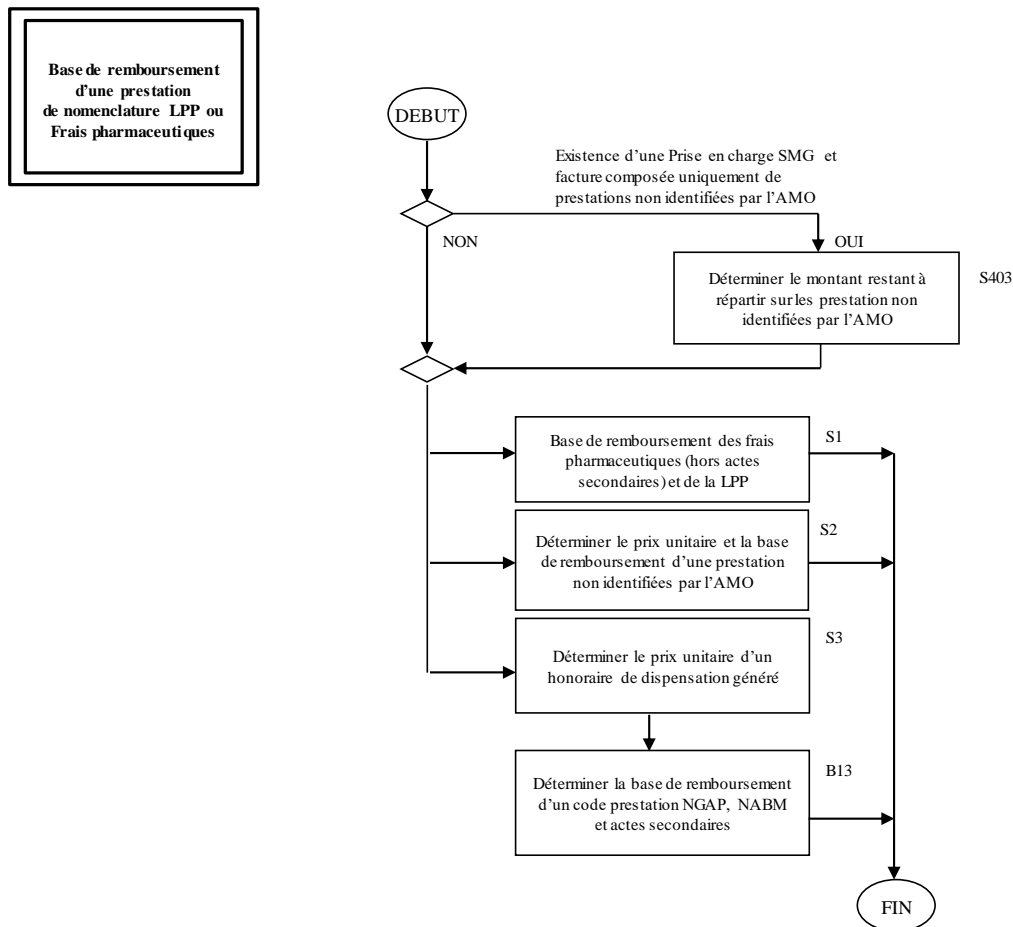 Base de remboursement
d'une prestation
de nomenclature LPP ou
Frais pharmaceutiques
DEBUT
Existence d'une Prise en charge SMG et
facture composée uniquement de
prestations non identifiées par l'AMO
NON
OUI
Déterminer le montant restant à
répartir sur les prestation non
identifiées par l'AMO
S403
Base de remboursement des frais
pharmaceutiques (hors actes
secondaires) et de la LPP
S1
Déterminer le prix unitaire et la base
de remboursement d'une prestation
non identifiées par l'AMO
S2
Déterminer le prix unitaire d'un
honoraire de dispensation généré
S3
Déterminer la base de remboursement
d'un code prestation NGAP, NABM
et actes secondaires
B13
FIN